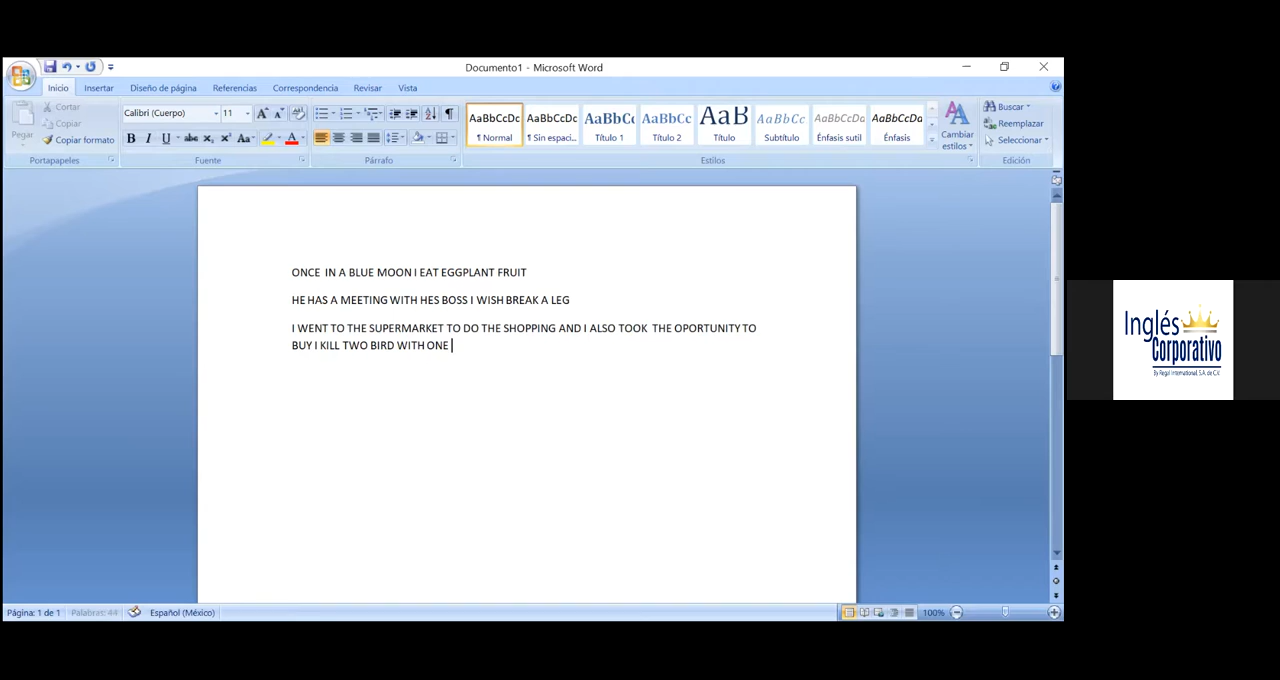 Documento1 - Microsoft Word
Inicio Insertar Diseño de página Referencias Correspondencia Revisar Vista
Pegar
Cortar
Copiar
Copiar formato
Portapapeles
Calibri (Cuerpo) 11
Fuente
Párrafo
AaBbCcDc AaBbCcDc AaBbCc AaBbCc AaB AaBbCc AaBbCcDa AaBbCcDa
¶ Normal ¶ Sin espaci... Título 1 Título 2 Título Subtítulo Énfasis sutil Énfasis
Estilos
Cambiar
estilos
Buscar
Reemplazar
Seleccionar
Edición
ONCE IN A BLUE MOON I EAT EGGPLANT FRUIT
HE HAS A MEETING WITH HES BOSS I WISH BREAK A LEG
I WENT TO THE SUPERMARKET TO DO THE SHOPPING AND I ALSO TOOK THE OPORTUNITY TO
BUY I KILL TWO BIRD WITH ONE
Inglés
Corporativo
By Regal International, S.A. de C.V.
Página: 1 de 1 Palabras: 44 Español (México) 100%